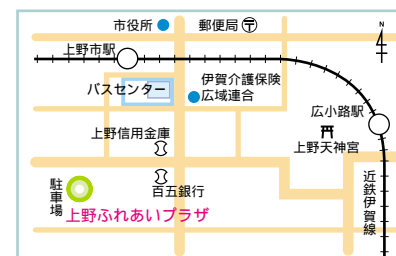 市役所
郵便局
N
上野市駅
バスセンター
伊賀介護保険
広域連合
広小路駅
上野信用金庫
上野天神宮
駐車場
百五銀行
近鉄伊賀線
上野ふれあいプラザ